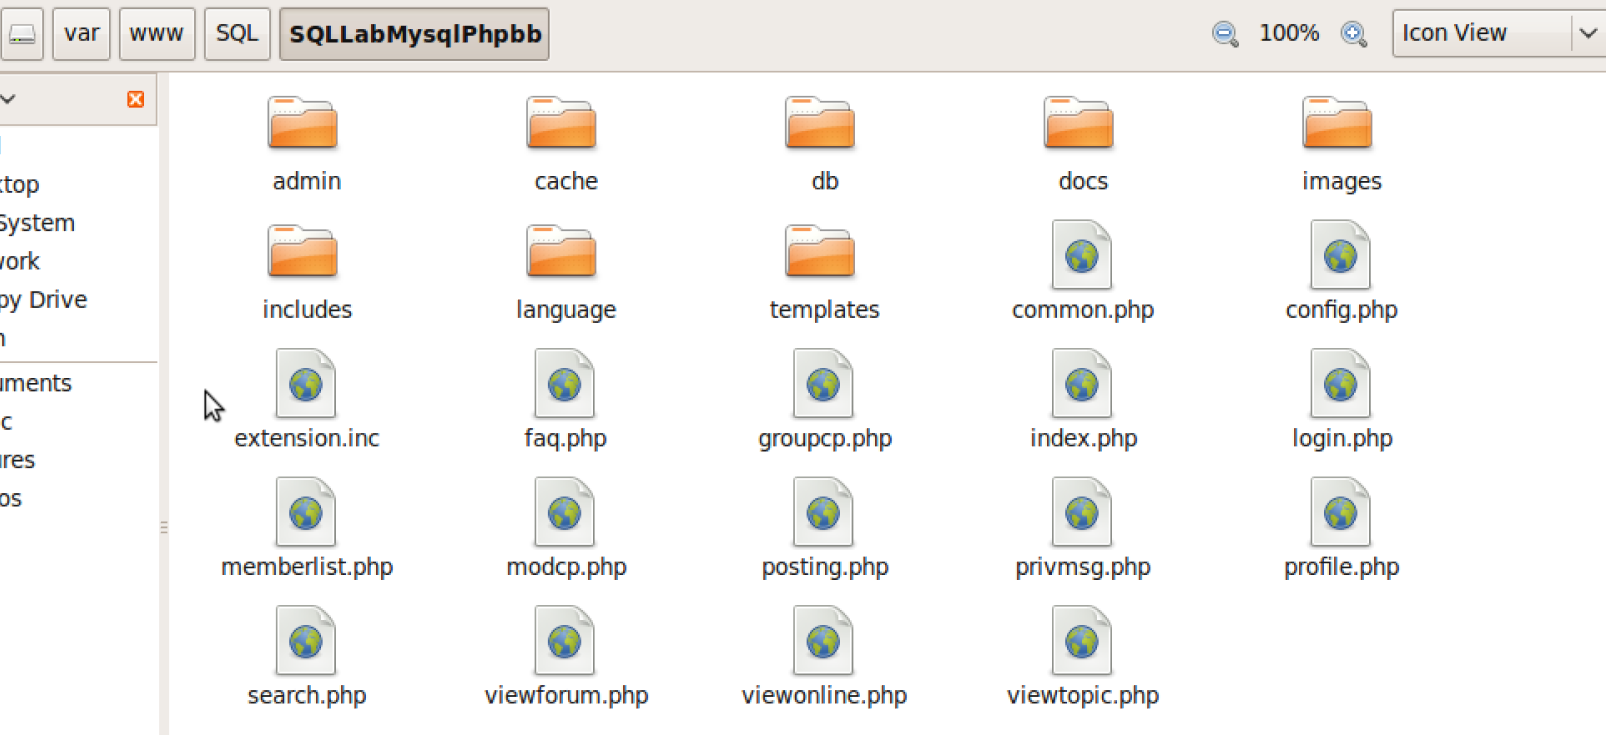 var www SQL SQLLabMysqlPhpbb 100% Icon View
ktop
System
work
py Drive
uments
ures
os
admin cache db docs images
includes language templates common.php config.php
extension.inc faq.php groupcp.php index.php login.php
memberlist.php modcp.php posting.php privmsg.php profile.php
search.php viewforum.php viewonline.php viewtopic.php